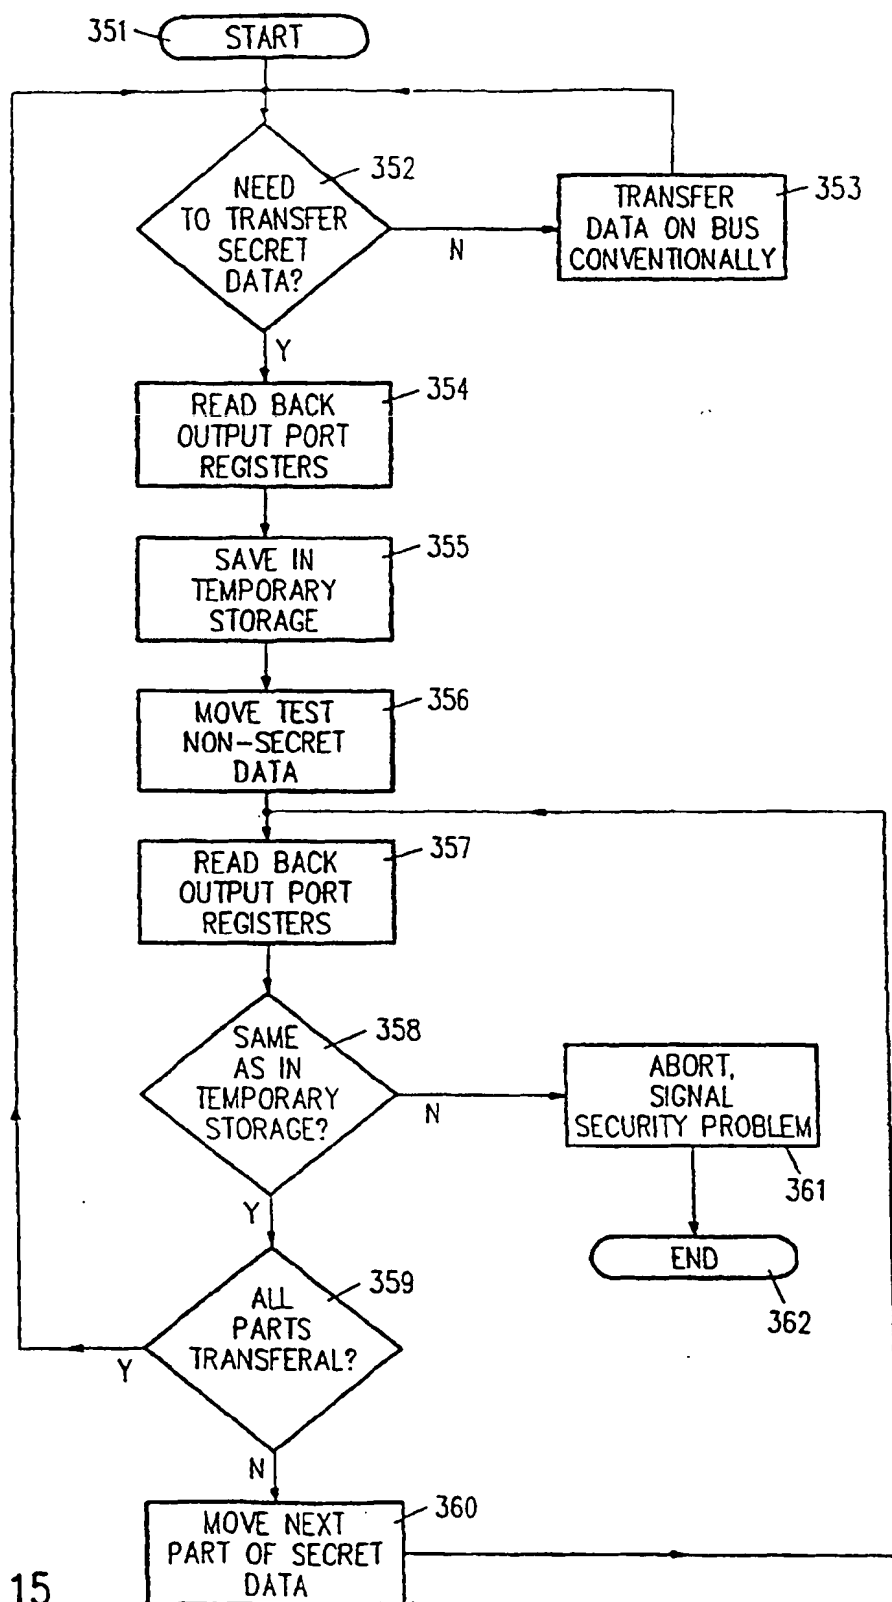 351
START
352
NEED
TO TRANSFER
SECRET
DATA?
N
353
TRANSFER
DATA ON BUS
CONVENTIONALLY
Y
354
READ BACK
OUTPUT PORT
REGISTERS
355
SAVE IN
TEMPORARY
STORAGE
356
MOVE TEST
NON-SECRET
DATA
357
READ BACK
OUTPUT PORT
REGISTERS
358
SAME
AS IN
TEMPORARY
STORAGE?
N
ABORT,
SIGNAL
SECURITY PROBLEM
361
Y
END
362
359
ALL
PARTS
TRANSFERAL?
Y
N
360
MOVE NEXT
PART OF SECRET
DATA
15